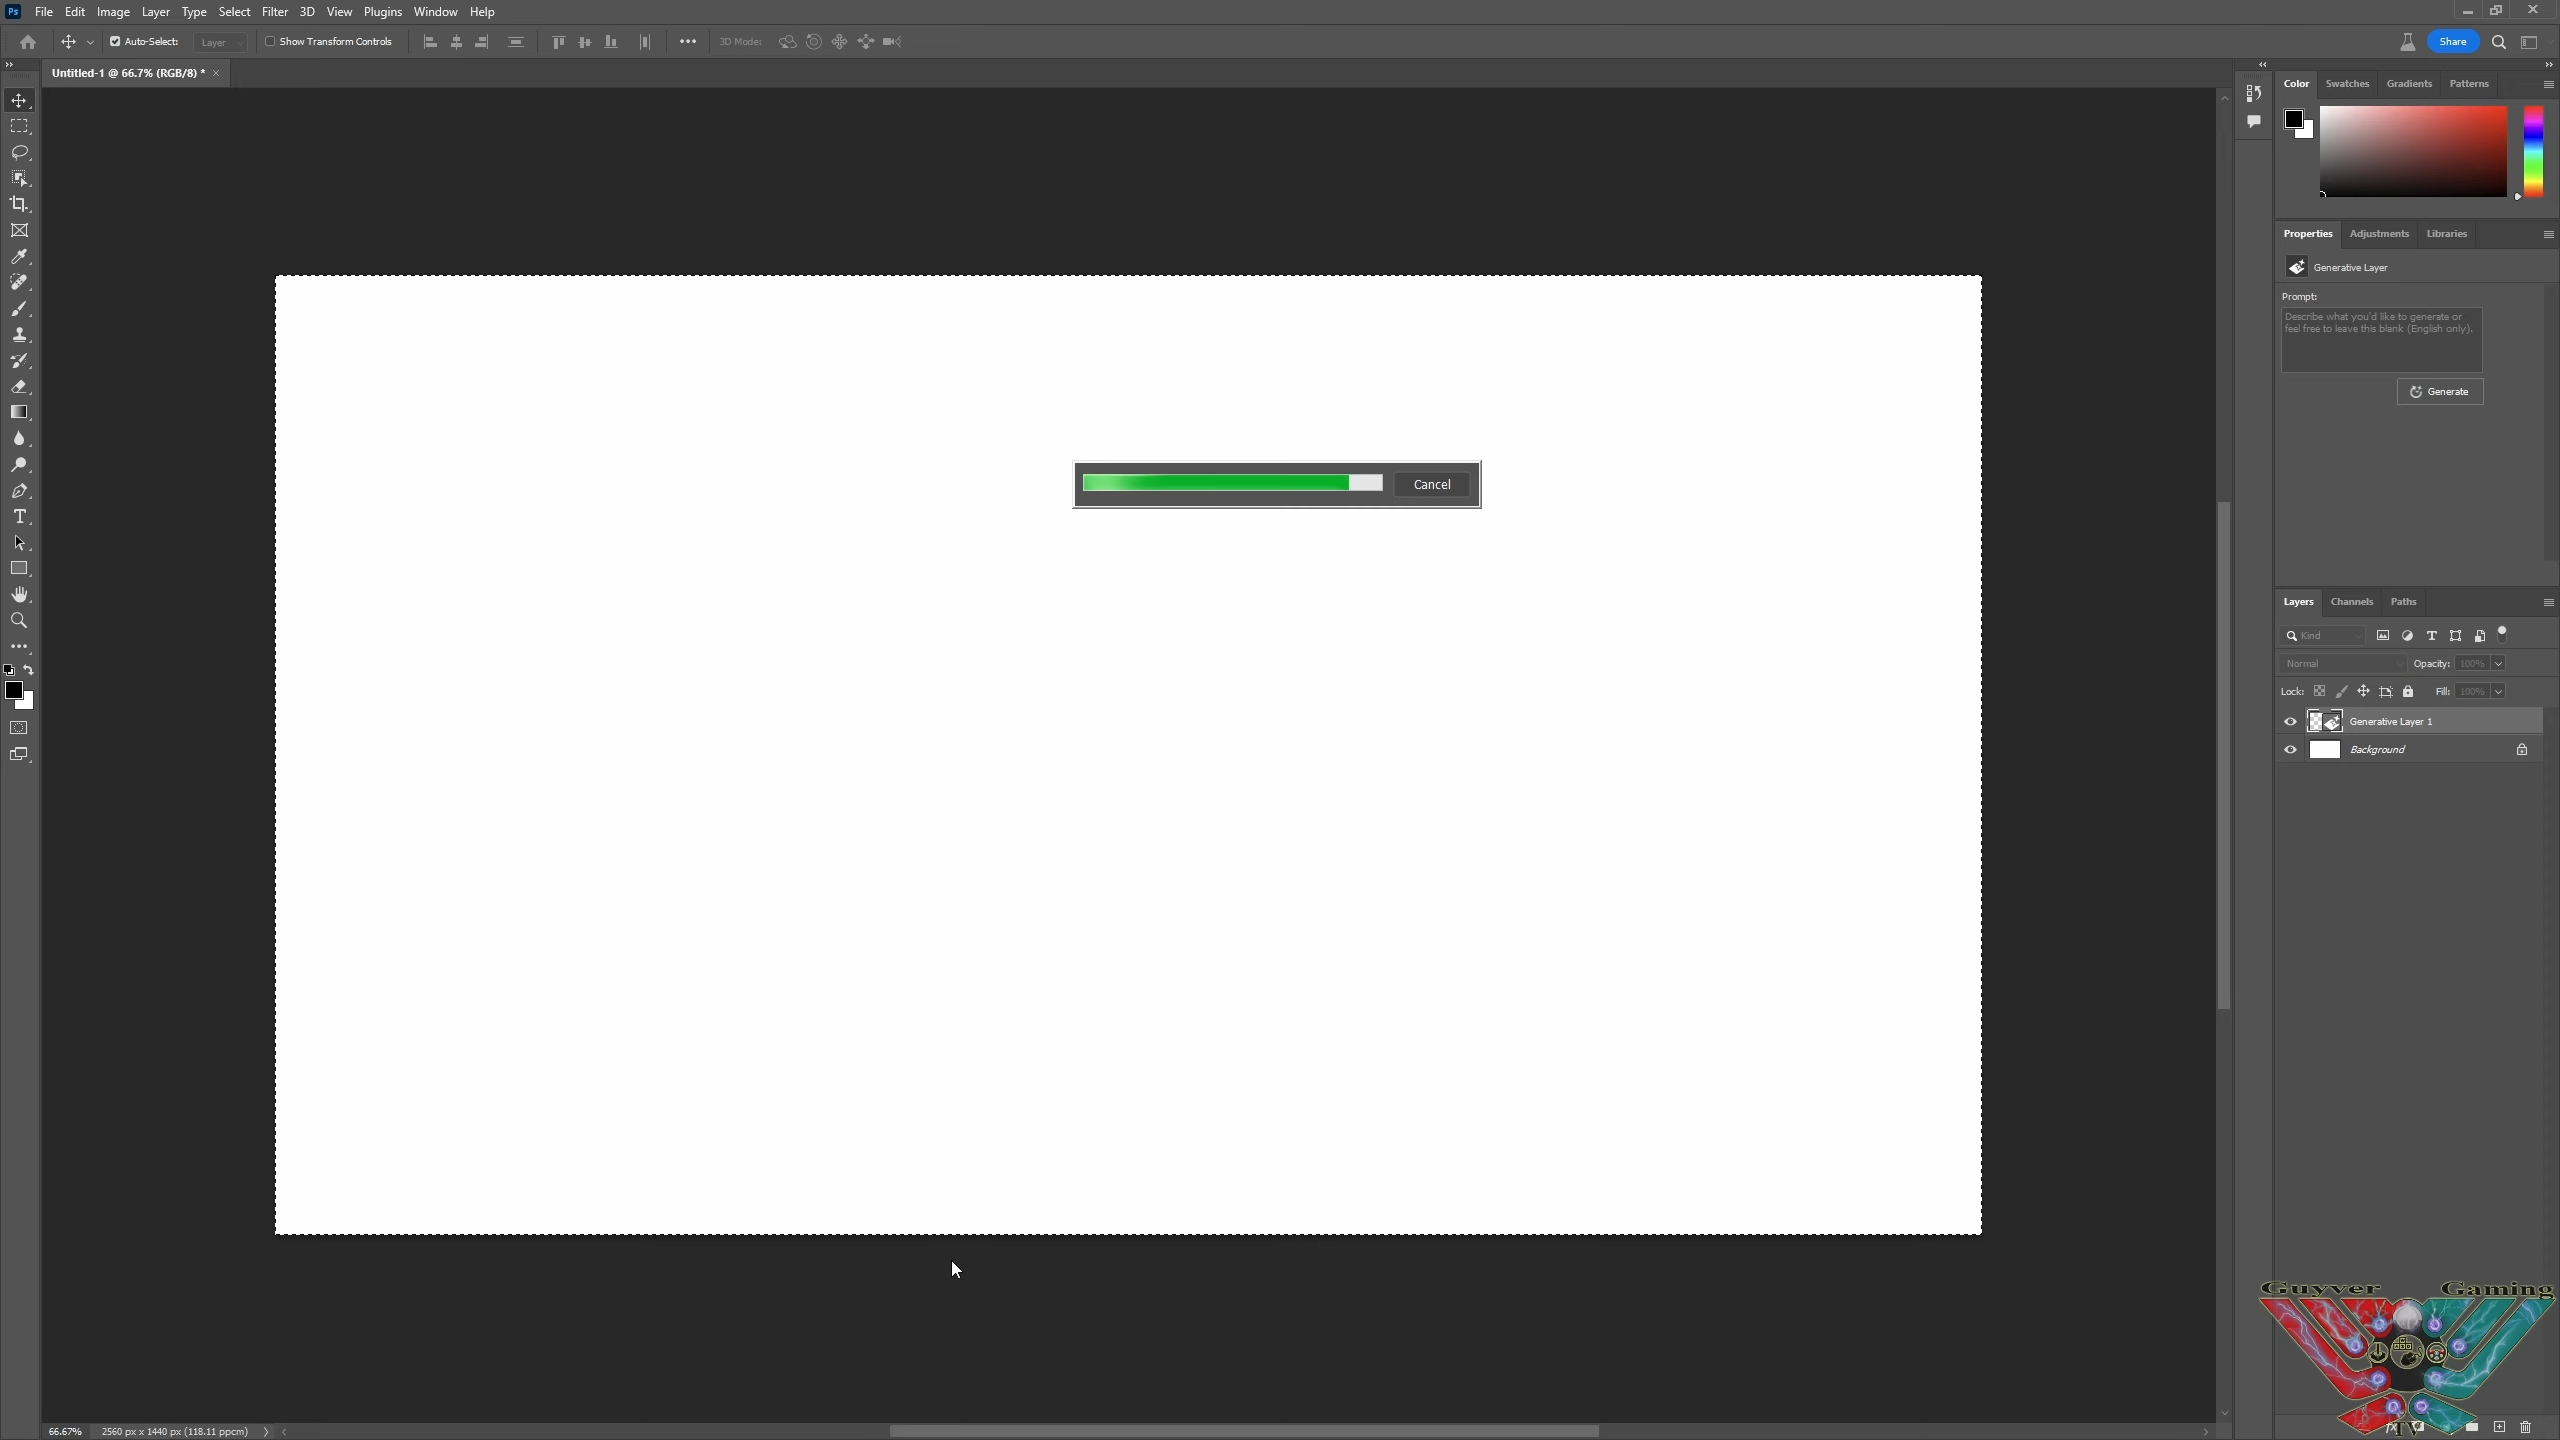 Ps File Edit Image Layer Type Select Filter 3D View Plugins Window Help
Auto-Select: Layer Show Transform Controls 3D Mode: Share
Untitled-1 @ 66.7% (RGB/8) *
Color Swatches Gradients Patterns
Properties Adjustments Libraries
Generative Layer
Prompt:
Describe what you'd like to generate or
feel free to leave this blank (English only).
Generate
Cancel
Layers Channels Paths
Kind
Normal Opacity: 100%
Lock: Fill: 100%
Generative Layer 1
Background
Guyver Gaming
TV
66.67% 2560 px x 1440 px (118.11 ppcm)